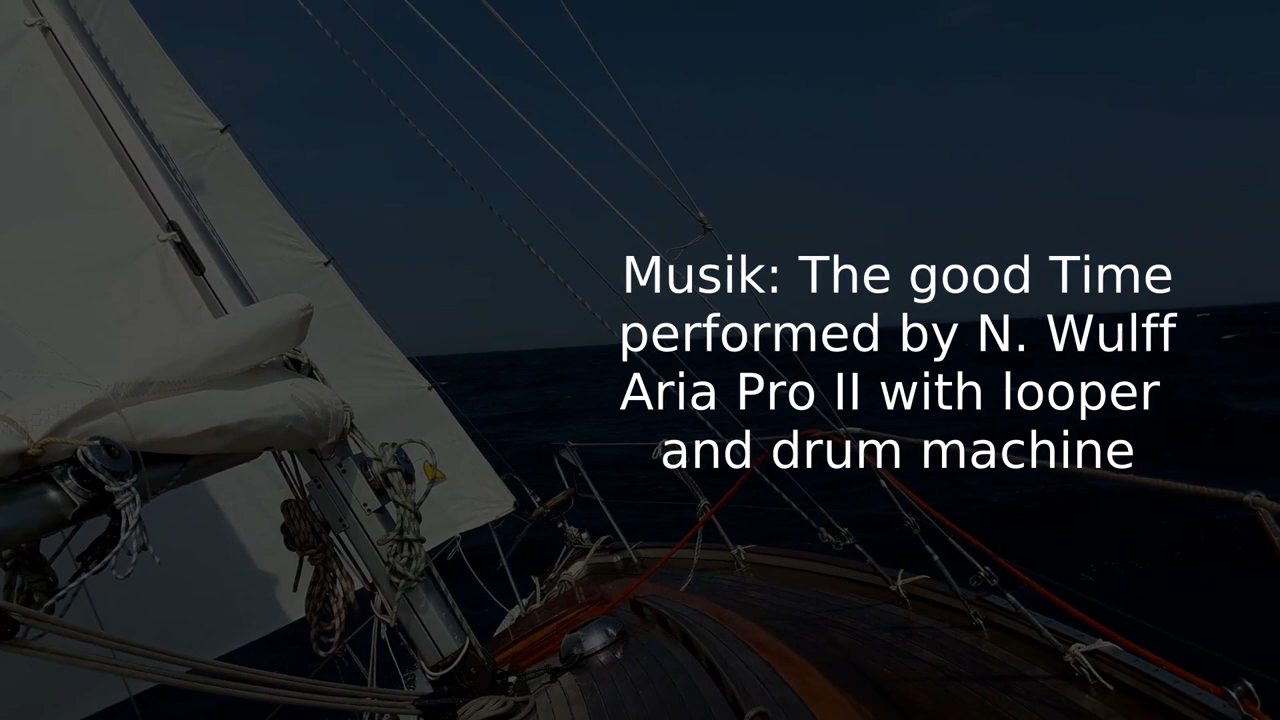 Musik: The good Time
performed by N. Wulff
Aria Pro II with looper
and drum machine